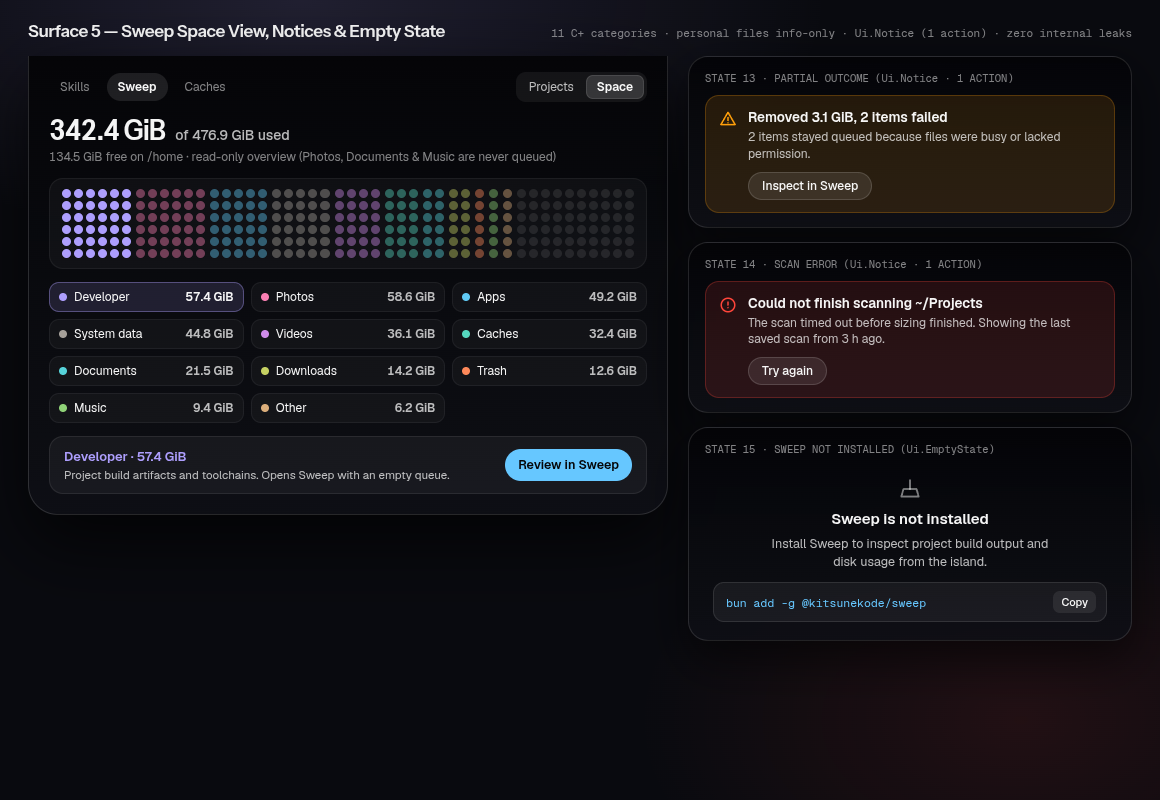 Surface 5 — Sweep Space View, Notices & Empty State
11 C+ categories · personal files info-only · Ui.Notice (1 action) · zero internal leaks
Skills
Sweep
Caches
Projects
Space
342.4 GiB of 476.9 GiB used
134.5 GiB free on /home · read-only overview (Photos, Documents & Music are never queued)
Developer 57.4 GiB
Photos 58.6 GiB
Apps 49.2 GiB
System data 44.8 GiB
Videos 36.1 GiB
Caches 32.4 GiB
Documents 21.5 GiB
Downloads 14.2 GiB
Trash 12.6 GiB
Music 9.4 GiB
Other 6.2 GiB
Developer · 57.4 GiB
Project build artifacts and toolchains. Opens Sweep with an empty queue.
Review in Sweep
STATE 13 · PARTIAL OUTCOME (Ui.Notice · 1 ACTION)
Removed 3.1 GiB, 2 items failed
2 items stayed queued because files were busy or lacked
permission.
Inspect in Sweep
STATE 14 · SCAN ERROR (Ui.Notice · 1 ACTION)
Could not finish scanning ~/Projects
The scan timed out before sizing finished. Showing the last
saved scan from 3 h ago.
Try again
STATE 15 · SWEEP NOT INSTALLED (Ui.EmptyState)
Sweep is not installed
Install Sweep to inspect project build output and
disk usage from the island.
bun add -g @kitsunekode/sweep
Copy